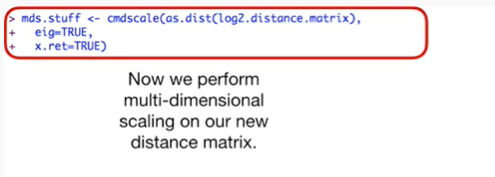 > mds.stuff <- cmdscale(as.dist(log2.distance.matrix),
+   eig=TRUE,
+   x.ret=TRUE)
Now we perform
multi-dimensional
scaling on our new
distance matrix.